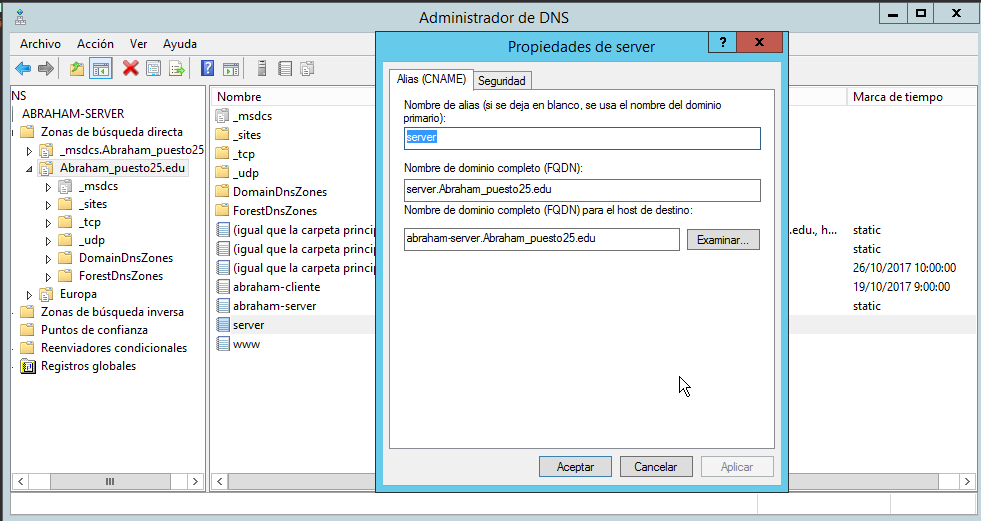 Administrador de DNS
Archivo Acción Ver Ayuda
NS
ABRAHAM-SERVER
Zonas de búsqueda directa
_msdcs.Abraham_puesto25
Abraham_puesto25.edu
_msdcs
_sites
_tcp
_udp
DomainDnsZones
ForestDnsZones
Europa
Zonas de búsqueda inversa
Puntos de confianza
Reenviadores condicionales
Registros globales
Nombre
_msdcs
_sites
_tcp
_udp
DomainDnsZones
ForestDnsZones
(igual que la carpeta princip
(igual que la carpeta princip
(igual que la carpeta princip
abraham-cliente
abraham-server
server
www
Propiedades de server
Alias (CNAME) Seguridad
Nombre de alias (si se deja en blanco, se usa el nombre del dominio
primario):
server
Nombre de dominio completo (FQDN):
server.Abraham_puesto25.edu
Nombre de dominio completo (FQDN) para el host de destino:
abraham-server.Abraham_puesto25.edu Examinar...
Aceptar Cancelar Aplicar
Marca de tiempo
.edu., h... static
static
26/10/2017 10:00:00
19/10/2017 9:00:00
static